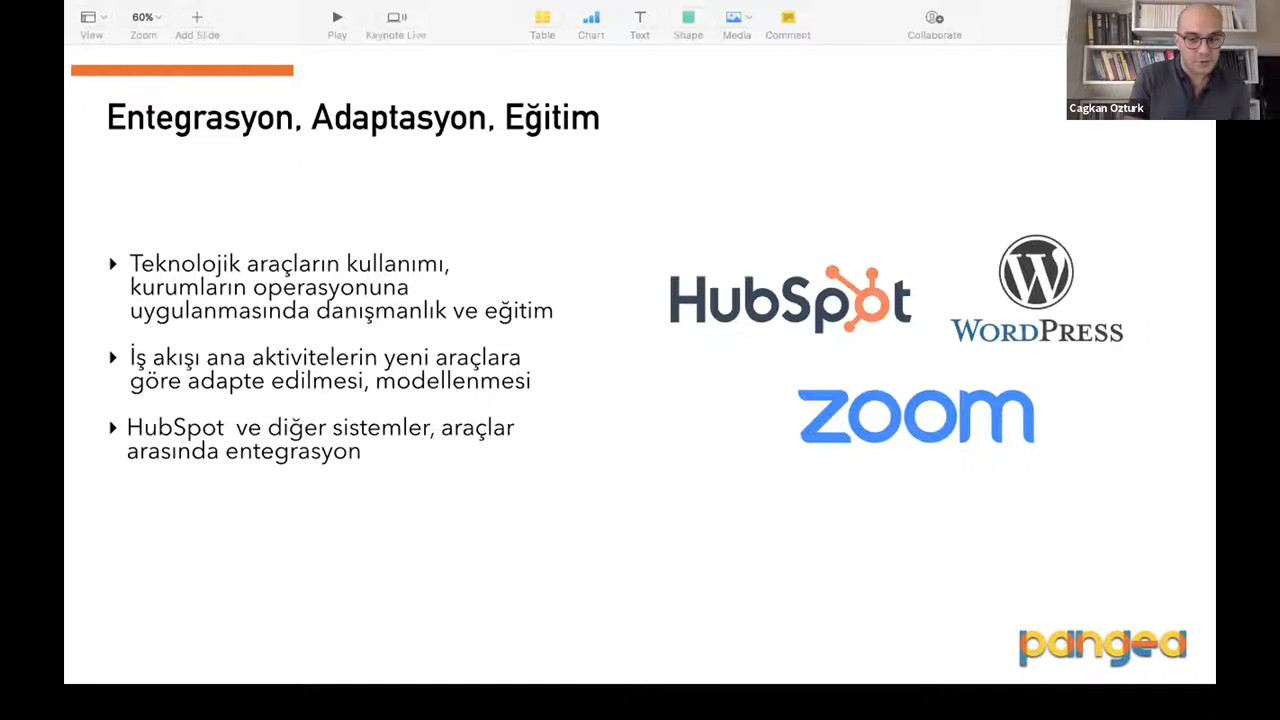 60%
View
Zoom
Add Slide
Play
Keynote Live
Table
Chart
Text
Shape
Media
Comment
Collaborate
Cagkan Ozturk
Entegrasyon, Adaptasyon, Eğitim
Teknolojik araçların kullanımı,
kurumların operasyonuna
uygulanmasında danışmanlık ve eğitim
İş akışı ana aktivitelerin yeni araçlara
göre adapte edilmesi, modellenmesi
HubSpot ve diğer sistemler, araçlar
arasında entegrasyon
HubSpot
W
WORDPRESS
zoom
pangea